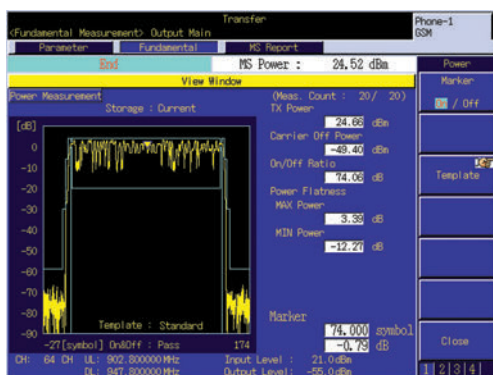 Transfer
Phone-1
<Fundamental Measurement> Output Main
GSM
Parameter Fundamental MS Report
End MS Power : 24.52 dBm Power
View Window
Marker
On / Off
Power Measurement (Meas. Count : 20/ 20)
Storage : Current
TX Power
24.66 dBm
Carrier Off Power
-49.40 dBm
On/Off Ratio
74.06 dB
Power Flatness
MAX Power
3.39 dB
MIN Power
-12.27 dB
Template
[dB]
0
-10
-20
-30
-40
-50
-60
-70
-80
-90
Template : Standard
-27[symbol] On&Off : Pass 174
Marker
74.000 symbol
-0.79 dB
Close
CH: 64 CH UL: 902.800000MHz Input Level : 21.0dBm
DL: 947.800000MHz Output Level : -55.0dBm
1 2 3 4